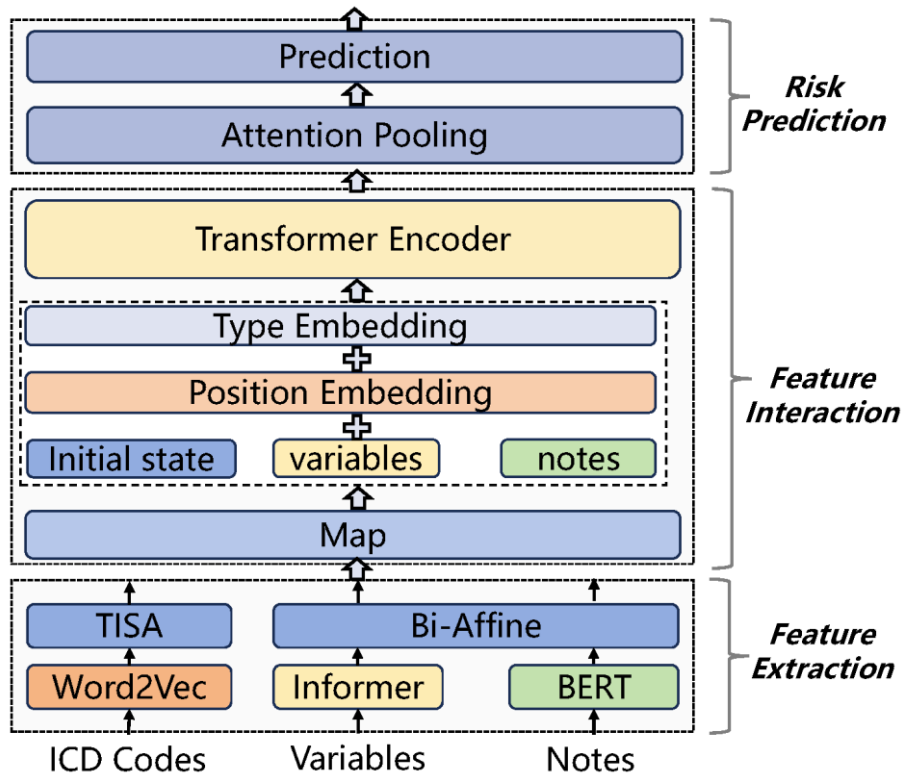 Prediction
Attention Pooling
Risk
Prediction
Transformer Encoder
Type Embedding
Position Embedding
Initial state
variables
notes
Map
Feature
Interaction
TISA
Bi-Affine
Word2Vec
Informer
BERT
Feature
Extraction
ICD Codes
Variables
Notes